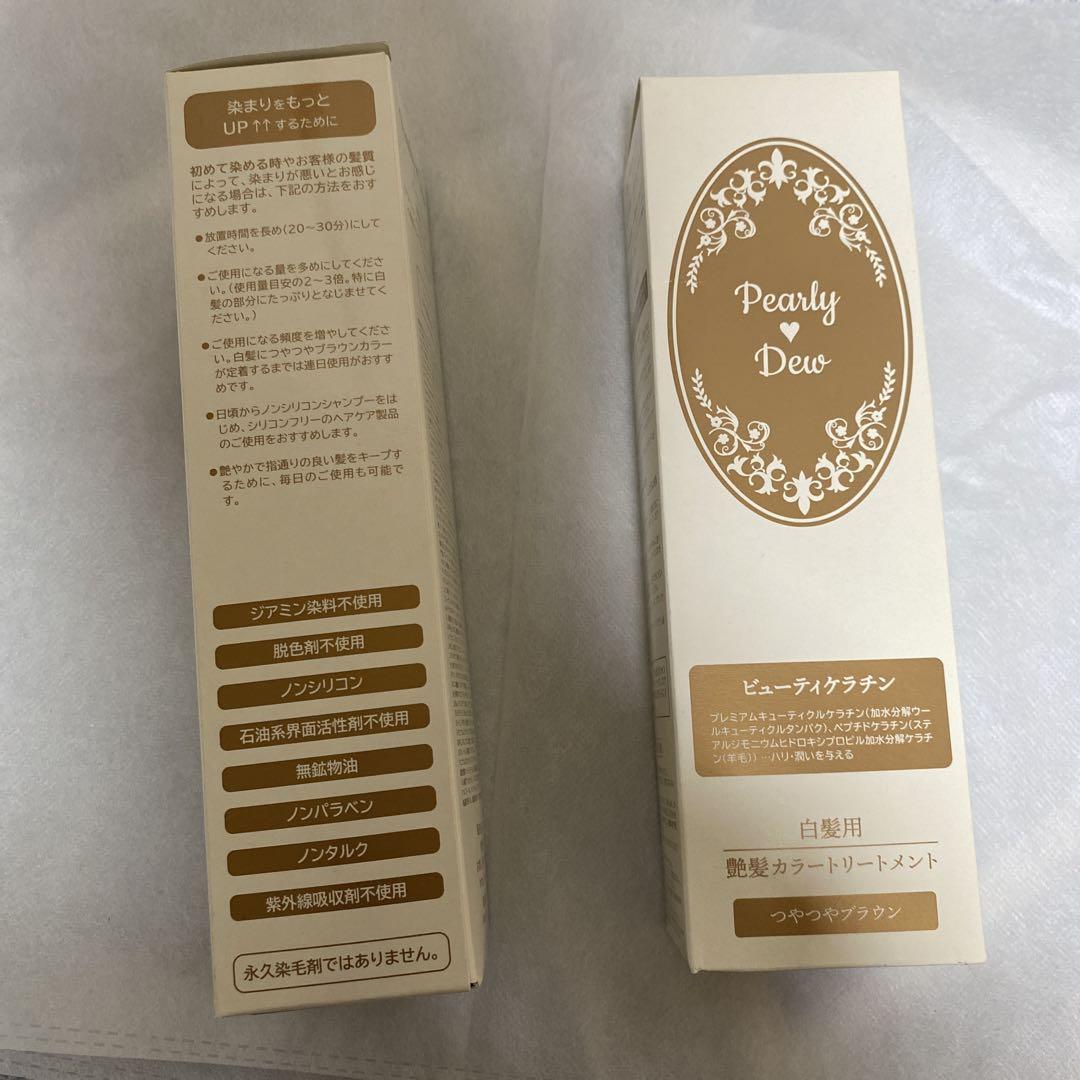 染まりをもっと
UP↑↑するために
初めて染める時やお客様の髪質
によって、染まりが悪いとお感じ
になる場合は、下記の方法をおす
すめします。
●放置時間を長め(20〜30分)にして
ください。
●ご使用になる量を多めにしてくださ
い。(使用量目安の2〜3倍。特に白
髪の部分にたっぷりとなじませてく
ださい。)
●ご使用になる頻度を増やしてくださ
い。白髪につやつやブラウンカラー
が定着するまでは連日使用がおすす
めです。
●日頃からノンシリコンシャンプーをは
じめ、シリコンフリーのヘアケア製品
のご使用をおすすめします。
●艶やかで指通りの良い髪をキープす
るために、毎日のご使用も可能で
す。
ジアミン染料不使用
脱色剤不使用
ノンシリコン
石油系界面活性剤不使用
無鉱物油
ノンパラベン
ノンタルク
紫外線吸収剤不使用
永久染毛剤ではありません。
Pearly
♥
Dew
ビューティケラチン
プレミアムキューティクルケラチン(加水分解ウー
ルキューティクルタンパク)、ペプチドケラチン(ステ
アルジモニウムヒドロキシプロピル加水分解ケラチ
ン(羊毛))…ハリ・潤いを与える
白髪用
艶髪カラートリートメント
つやつやブラウン